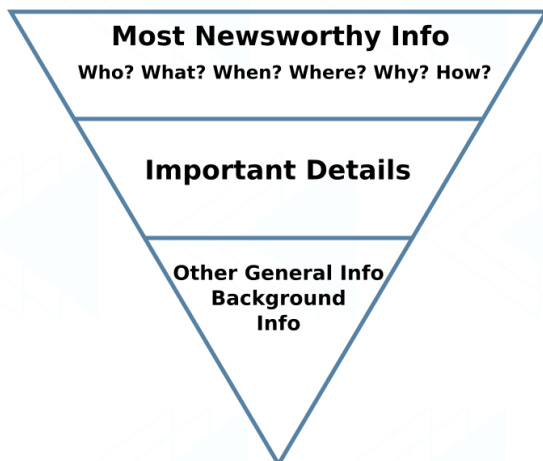 Most Newsworthy Info
Who? What? When? Where? Why? How?
Important Details
Other General Info
Background
Info